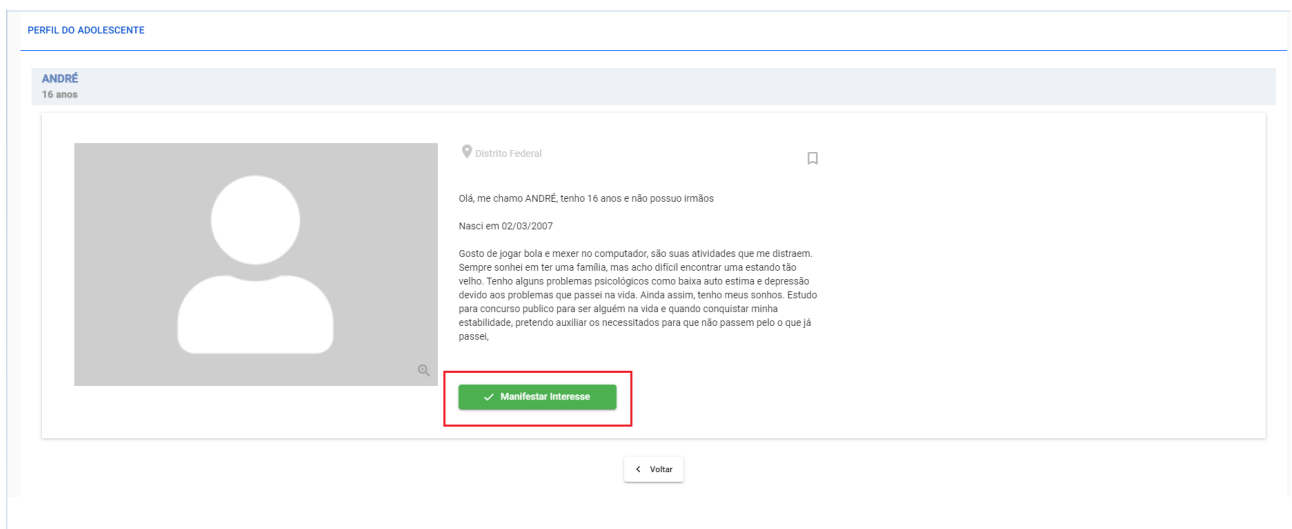 PERFIL DO ADOLESCENTE
ANDRÉ
16 anos
Distrito Federal
Olá, me chamo ANDRÉ, tenho 16 anos e não possuo irmãos
Nasci em 02/03/2007
Gosto de jogar bola e mexer no computador, são suas atividades que me distraem.
Sempre sonhei em ter uma família, mas acho difícil encontrar uma estando tão
velho. Tenho alguns problemas psicológicos como baixa auto estima e depressão
devido aos problemas que passei na vida. Ainda assim, tenho meus sonhos. Estudo
para concurso publico para ser alguém na vida e quando conquistar minha
estabilidade, pretendo auxiliar os necessitados para que não passem pelo o que já
passei,
Manifestar Interesse
Voltar